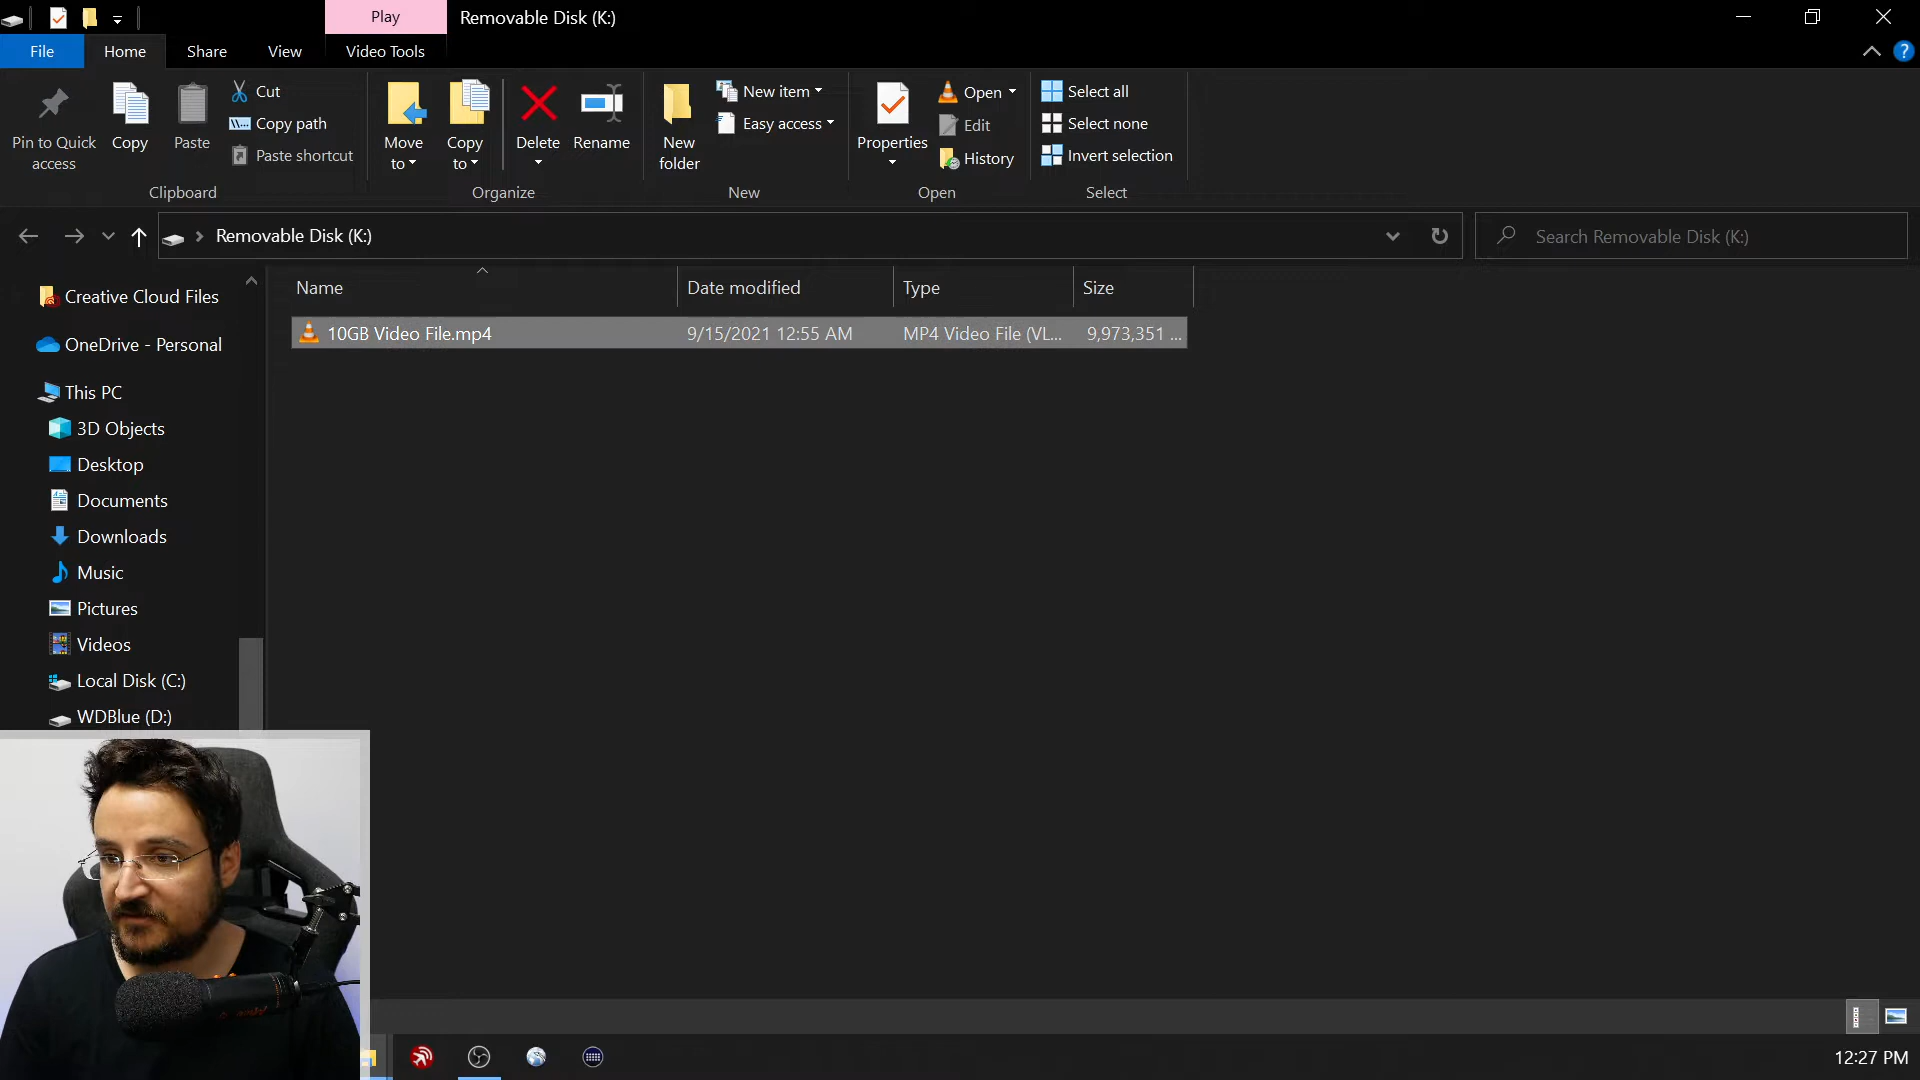 Play
Removable Disk (K:)
File
Home
Share
View
Video Tools
Pin to Quick access
Copy
Paste
Cut
Copy path
Paste shortcut
Clipboard
Move to
Copy to
Delete
Rename
Organize
New folder
New item
Easy access
New
Properties
Open
Edit
History
Open
Select all
Select none
Invert selection
Select
Removable Disk (K:)
Search Removable Disk (K:)
Name
Date modified
Type
Size
10GB Video File.mp4
9/15/2021 12:55 AM
MP4 Video File (VL...
9,973,351 ...
Creative Cloud Files
OneDrive - Personal
This PC
3D Objects
Desktop
Documents
Downloads
Music
Pictures
Videos
Local Disk (C:)
WDBlue (D:)
12:27 PM